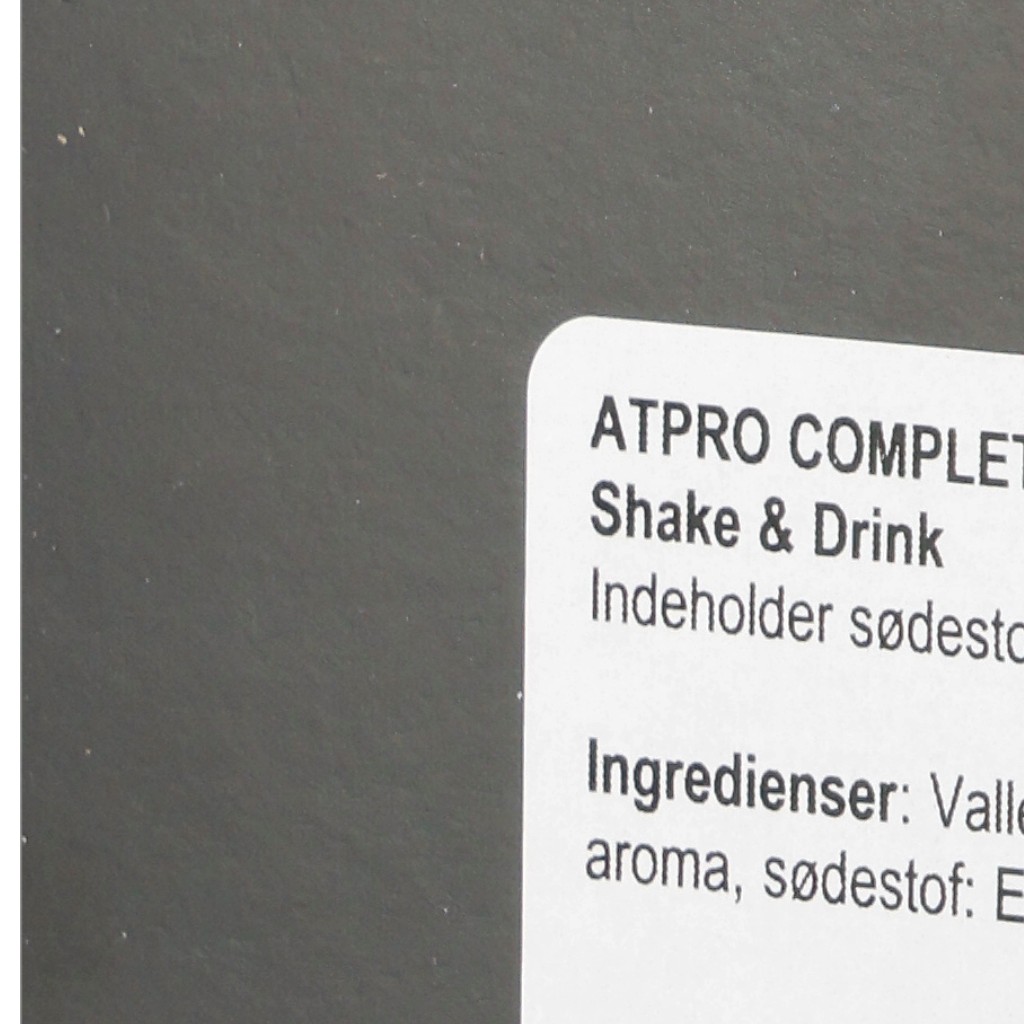 ATPRO COMPLET
Shake & Drink
Indeholder sødesto
Ingredienser: Valle
aroma, sødestof: E